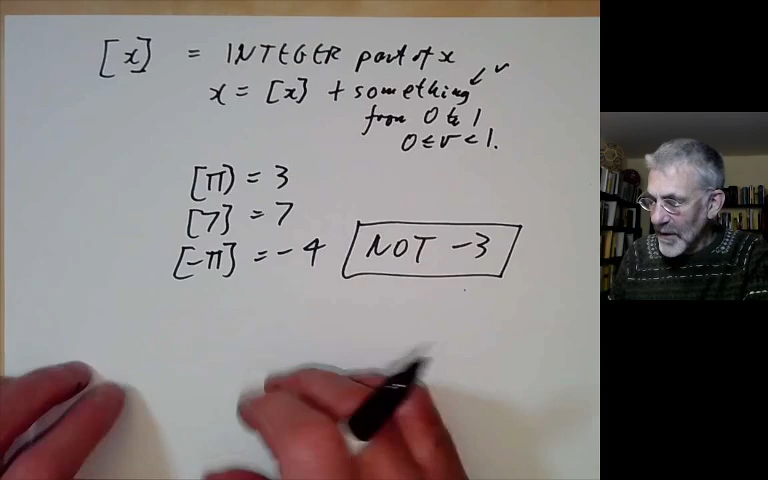 [x] = INTEGER part of x
x = [x] + something ↙ r
from 0 to 1
0 ≤ r < 1.
[π) = 3
[7] = 7
[-π] = -4 NOT -3